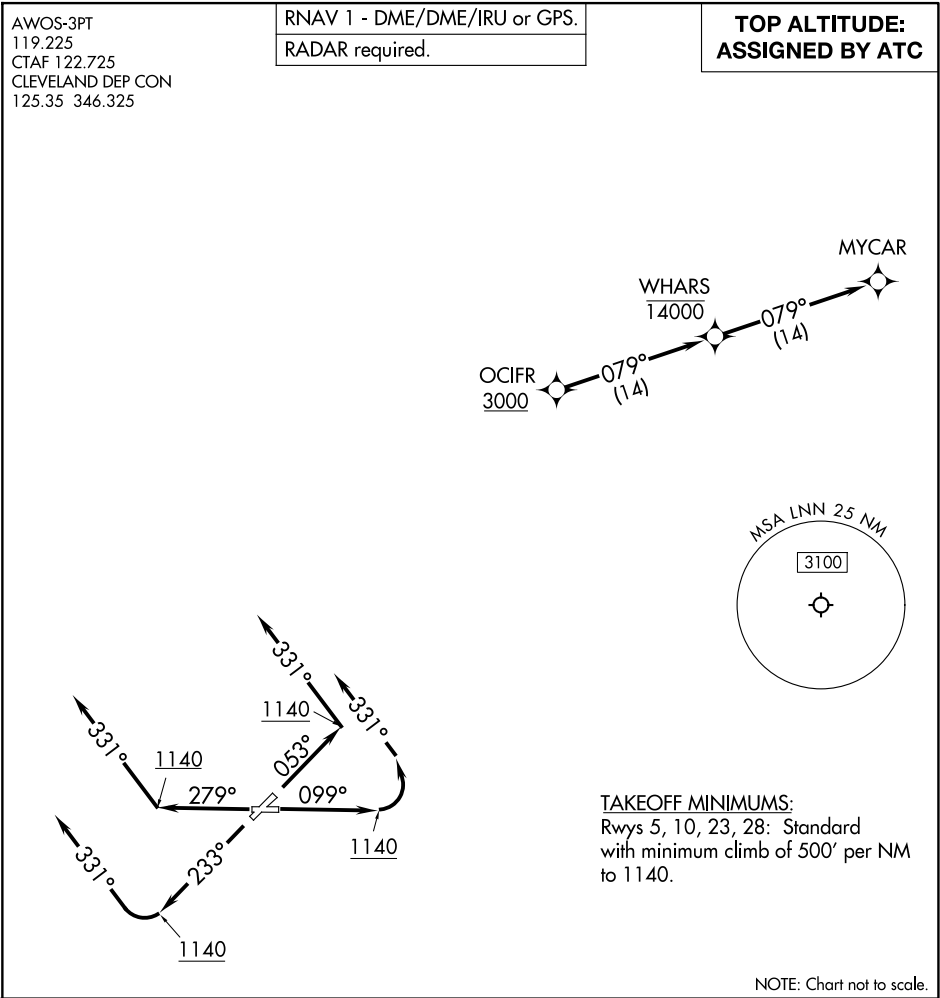 AWOS-3PT
119.225
CTAF 122.725
CLEVELAND DEP CON
125.35 346.325
RNAV 1 - DME/DME/IRU or GPS.
RADAR required.
TOP ALTITUDE:
ASSIGNED BY ATC
MYCAR
WHARS
14000
079°
(14)
OCIFR
3000
079°
(14)
MSA LNN 25 NM
3100
331°
331°
1140
053°
331°
1140
279°
099°
1140
331°
233°
1140
TAKEOFF MINIMUMS:
Rwys 5, 10, 23, 28: Standard
with minimum climb of 500' per NM
to 1140.
NOTE: Chart not to scale.